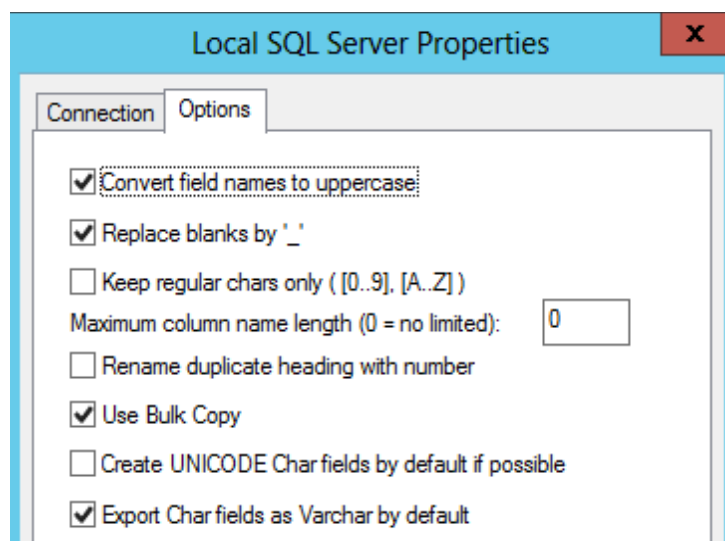 Local SQL Server Properties
x
Connection Options
Convert field names to uppercase
Replace blanks by '_'
Keep regular chars only ( [0..9], [A..Z] )
Maximum column name length (0 = no limited): 0
Rename duplicate heading with number
Use Bulk Copy
Create UNICODE Char fields by default if possible
Export Char fields as Varchar by default